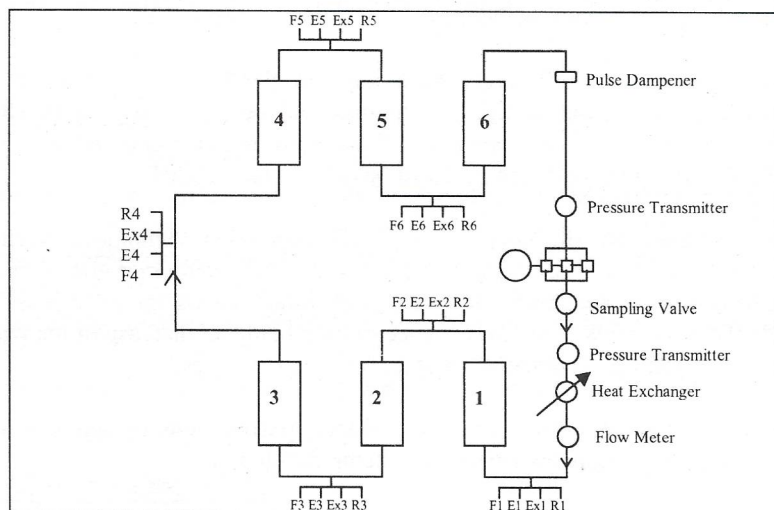 F5 E5 Ex5 R5
Pulse Dampener
4 5 6
R4
Ex4
E4
F4
F6 E6 Ex6 R6
Pressure Transmitter
F2 E2 Ex2 R2
Sampling Valve
Pressure Transmitter
Heat Exchanger
3 2 1
Flow Meter
F3 E3 Ex3 R3
F1 E1 Ex1 R1